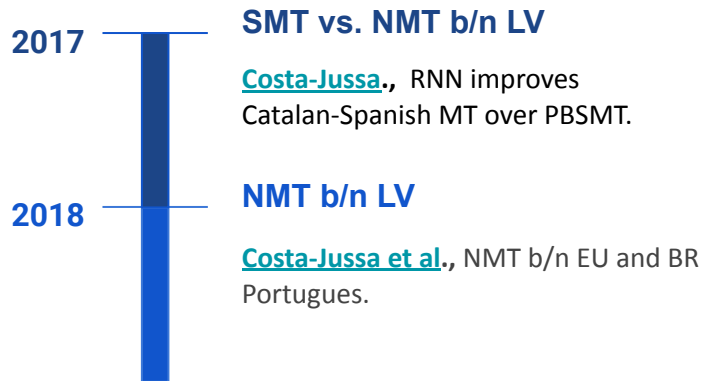 2017
SMT vs. NMT b/n LV
Costa-Jussa., RNN improves
Catalan-Spanish MT over PBSMT.
2018
NMT b/n LV
Costa-Jussa et al., NMT b/n EU and BR
Portugues.